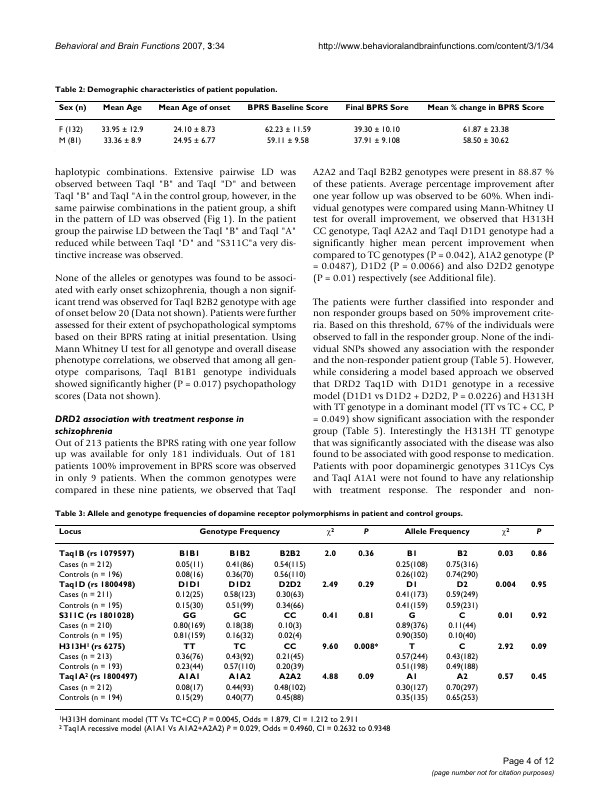 Behavioral and Brain Functions 2007, 3:34
http://www.behavioralandbrainfunctions.com/content/3/1/34
Table 2: Demographic characteristics of patient population.
Sex (n) Mean Age Mean Age of onset BPRS Baseline Score Final BPRS Sore Mean % change in BPRS Score
F (132) 33.95 ± 12.9 24.10 ± 8.73 62.23 ± 11.59 39.30 ± 10.10 61.87 ± 23.38
M (81) 33.36 ± 8.9 24.95 ± 6.77 59.11 ± 9.58 37.91 ± 9.108 58.50 ± 30.62
haplotypic combinations. Extensive pairwise LD was
observed between TaqI "B" and TaqI "D" and between
TaqI "B" and TaqI "A in the control group, however, in the
same pairwise combinations in the patient group, a shift
in the pattern of LD was observed (Fig 1). In the patient
group the pairwise LD between the TaqI "B" and TaqI "A"
reduced while between TaqI "D" and "S311C"a very dis-
tinctive increase was observed.
None of the alleles or genotypes was found to be associ-
ated with early onset schizophrenia, though a non signif-
icant trend was observed for TaqI B2B2 genotype with age
of onset below 20 (Data not shown). Patients were further
assessed for their extent of psychopathological symptoms
based on their BPRS rating at initial presentation. Using
Mann Whitney U test for all genotype and overall disease
phenotype correlations, we observed that among all gen-
otype comparisons, TaqI B1B1 genotype individuals
showed significantly higher (P = 0.017) psychopathology
scores (Data not shown).
DRD2 association with treatment response in
schizophrenia
Out of 213 patients the BPRS rating with one year follow
up was available for only 181 individuals. Out of 181
patients 100% improvement in BPRS score was observed
in only 9 patients. When the common genotypes were
compared in these nine patients, we observed that TaqI
A2A2 and TaqI B2B2 genotypes were present in 88.87 %
of these patients. Average percentage improvement after
one year follow up was observed to be 60%. When indi-
vidual genotypes were compared using Mann-Whitney U
test for overall improvement, we observed that H313H
CC genotype, TaqI A2A2 and TaqI D1D1 genotype had a
significantly higher mean percent improvement when
compared to TC genotypes (P = 0.042), A1A2 genotype (P
= 0.0487), D1D2 (P = 0.0066) and also D2D2 genotype
(P = 0.01) respectively (see Additional file).
The patients were further classified into responder and
non responder groups based on 50% improvement crite-
ria. Based on this threshold, 67% of the individuals were
observed to fall in the responder group. None of the indi-
vidual SNPs showed any association with the responder
and the non-responder patient group (Table 5). However,
while considering a model based approach we observed
that DRD2 Taq1D with D1D1 genotype in a recessive
model (D1D1 vs D1D2 + D2D2, P = 0.0226) and H313H
with TT genotype in a dominant model (TT vs TC + CC, P
= 0.049) show significant association with the responder
group (Table 5). Interestingly the H313H TT genotype
that was significantly associated with the disease was also
found to be associated with good response to medication.
Patients with poor dopaminergic genotypes 311Cys Cys
and TaqI A1A1 were not found to have any relationship
with treatment response. The responder and non-
Table 3: Allele and genotype frequencies of dopamine receptor polymorphisms in patient and control groups.
Locus Genotype Frequency χ2 P Allele Frequency χ2 P
Taq1B (rs 1079597) B1B1 B1B2 B2B2 2.0 0.36 B1 B2 0.03 0.86
Cases (n = 212) 0.05(11) 0.41(86) 0.54(115) 0.25(108) 0.75(316)
Controls (n = 196) 0.08(16) 0.36(70) 0.56(110) 0.26(102) 0.74(290)
Taq1D (rs 1800498) D1D1 D1D2 D2D2 2.49 0.29 D1 D2 0.004 0.95
Cases (n = 211) 0.12(25) 0.58(123) 0.30(63) 0.41(173) 0.59(249)
Controls (n = 195) 0.15(30) 0.51(99) 0.34(66) 0.41(159) 0.59(231)
S311C (rs 1801028) GG GC CC 0.41 0.81 G C 0.01 0.92
Cases (n = 210) 0.80(169) 0.18(38) 0.10(3) 0.89(376) 0.11(44)
Controls (n = 195) 0.81(159) 0.16(32) 0.02(4) 0.90(350) 0.10(40)
H313H1 (rs 6275) TT TC CC 9.60 0.008* T C 2.92 0.09
Cases (n = 213) 0.36(76) 0.43(92) 0.21(45) 0.57(244) 0.43(182)
Controls (n = 193) 0.23(44) 0.57(110) 0.20(39) 0.51(198) 0.49(188)
Taq1A2 (rs 1800497) A1A1 A1A2 A2A2 4.88 0.09 A1 A2 0.57 0.45
Cases (n = 212) 0.08(17) 0.44(93) 0.48(102) 0.30(127) 0.70(297)
Controls (n = 194) 0.15(29) 0.40(77) 0.45(88) 0.35(135) 0.65(253)
1H313H dominant model (TT Vs TC+CC) P = 0.0045, Odds = 1.879, CI = 1.212 to 2.911
2 Taq1A recessive model (A1A1 Vs A1A2+A2A2) P = 0.029, Odds = 0.4960, CI = 0.2632 to 0.9348
Page 4 of 12
(page number not for citation purposes)